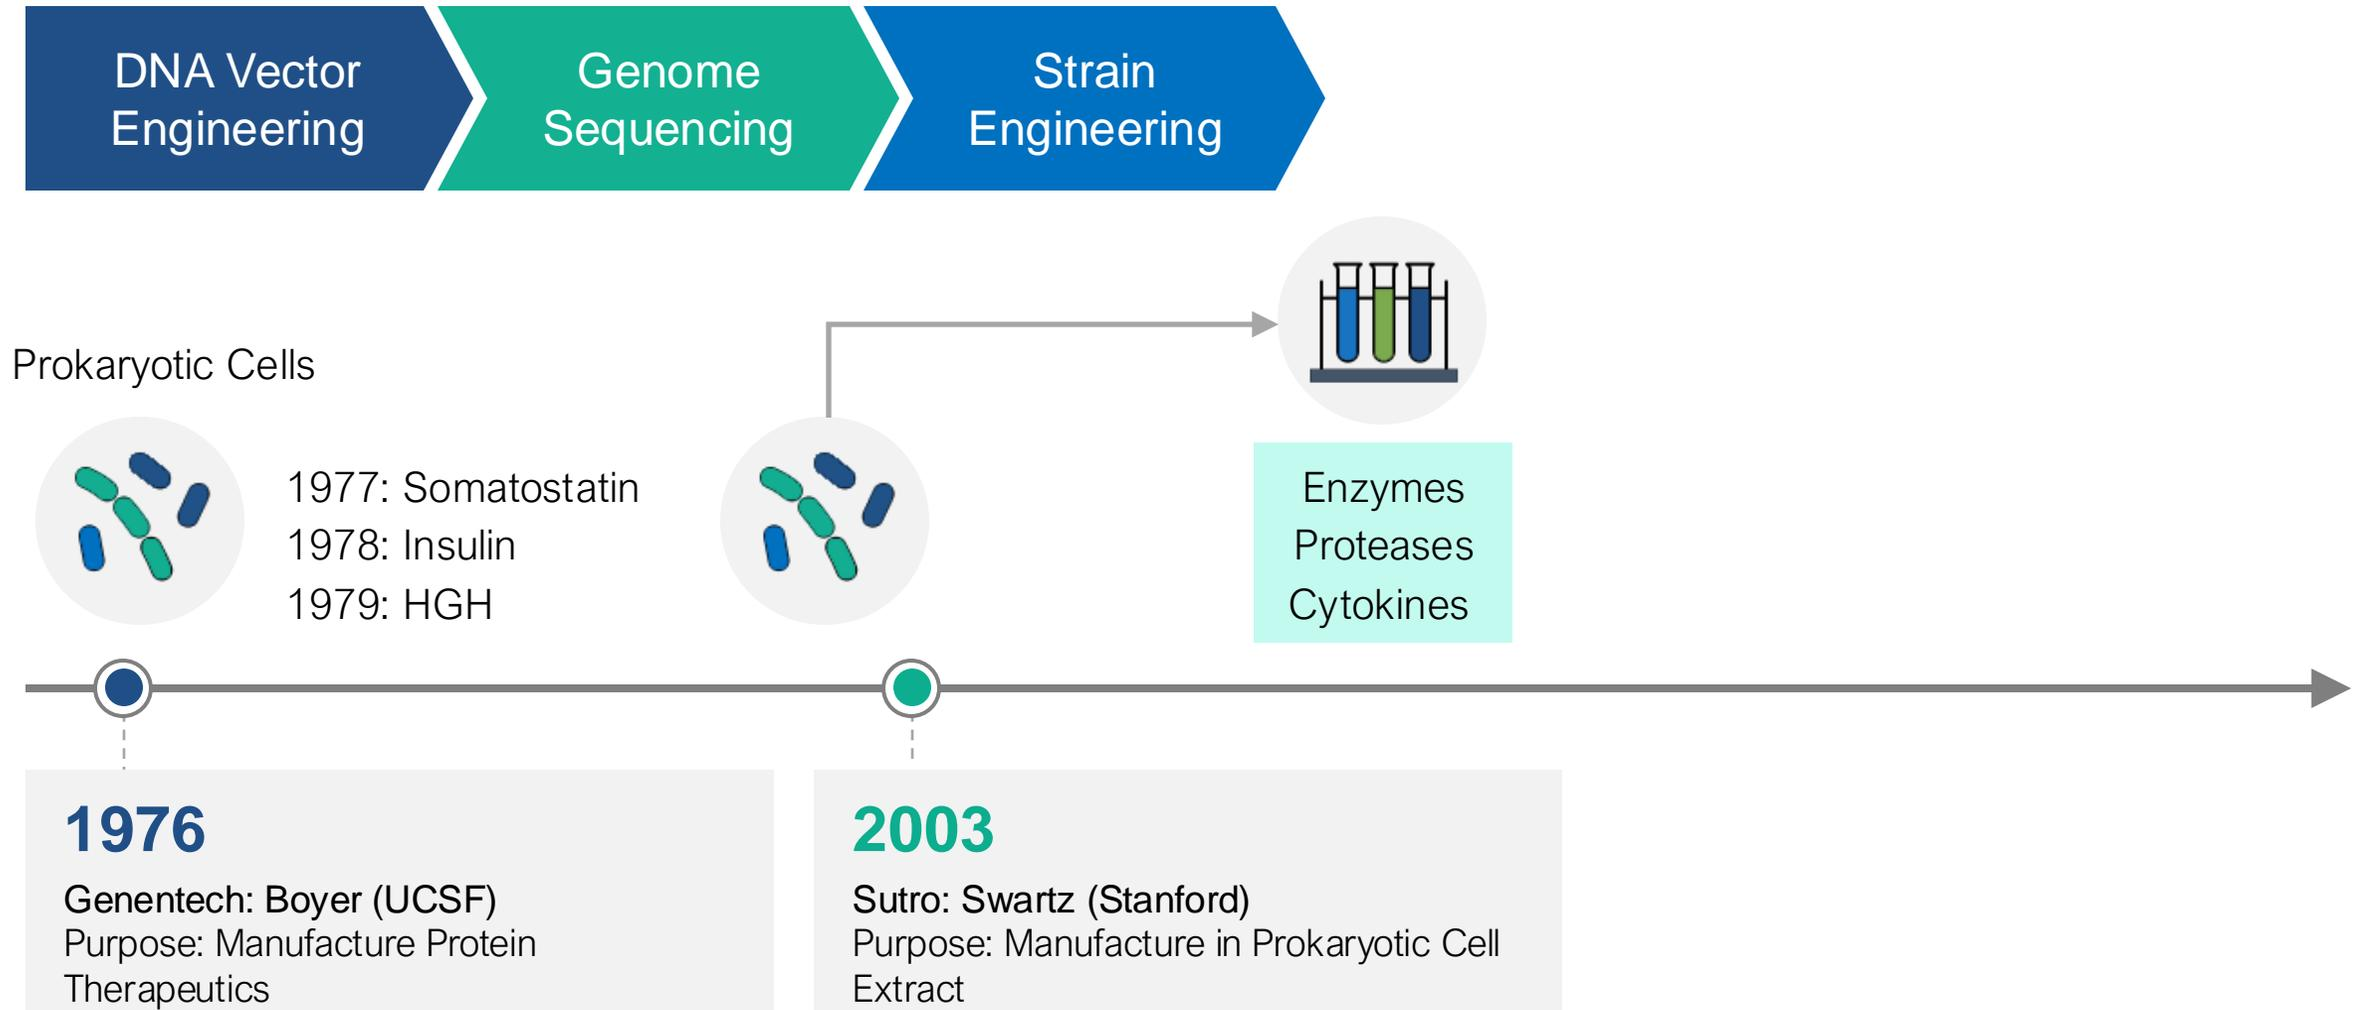 DNA Vector
Engineering
Genome
Sequencing
Strain
Engineering
Prokaryotic Cells
1977: Somatostatin
1978: Insulin
1979: HGH
Enzymes
Proteases
Cytokines
1976
Genentech: Boyer (UCSF)
Purpose: Manufacture Protein
Therapeutics
2003
Sutro: Swartz (Stanford)
Purpose: Manufacture in Prokaryotic Cell
Extract